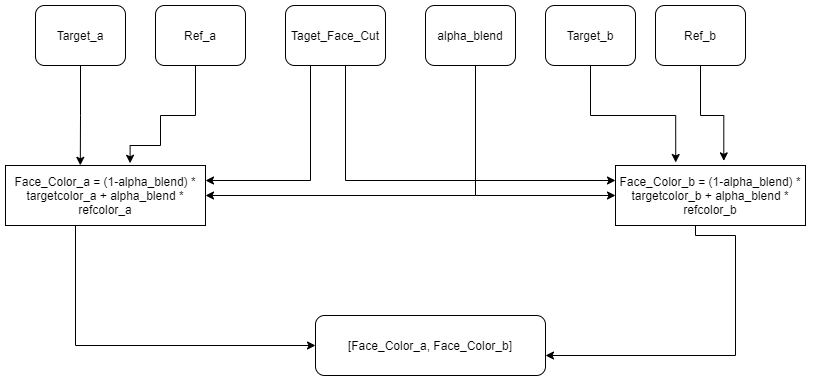 Target_a
Ref_a
Taget_Face_Cut
alpha_blend
Target_b
Ref_b
Face_Color_a = (1-alpha_blend) *
targetcolor_a + alpha_blend *
refcolor_a
Face_Color_b = (1-alpha_blend) *
targetcolor_b + alpha_blend *
refcolor_b
[Face_Color_a, Face_Color_b]